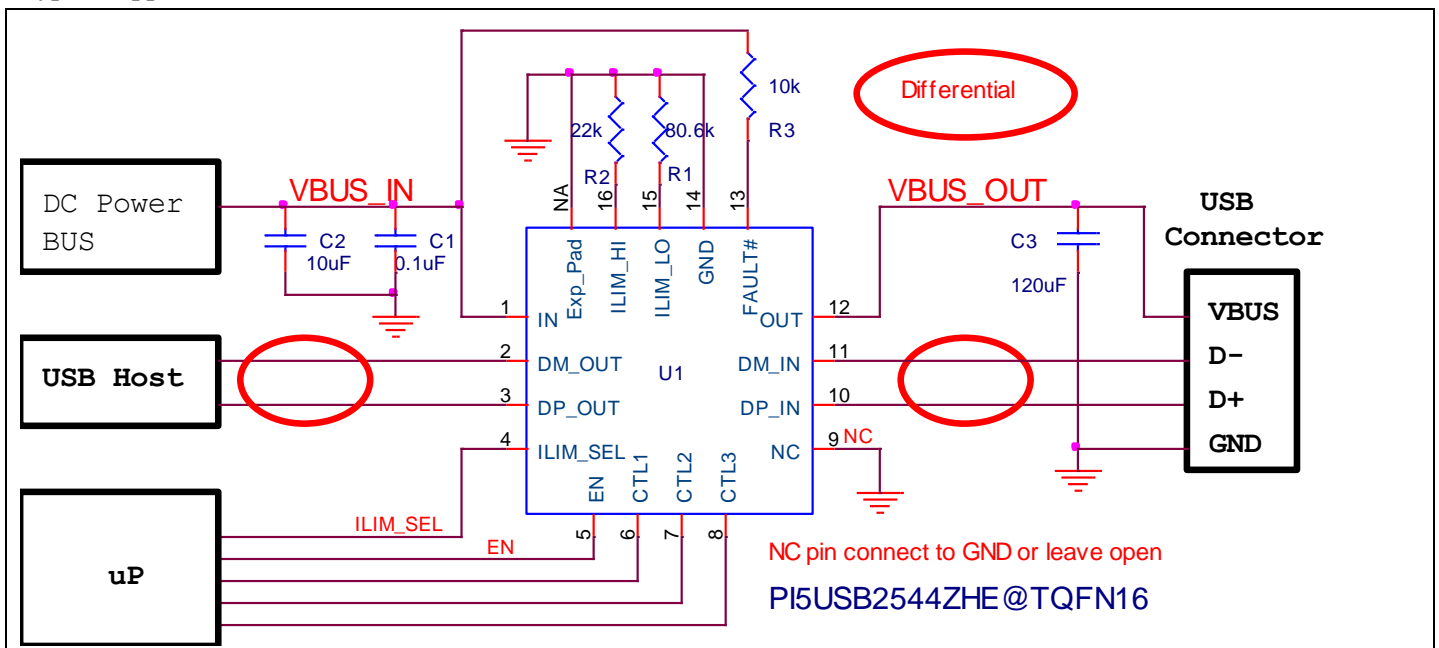 Differential
10k
R3
22k
R2
80.6k
R1
DC Power
BUS
VBUS_IN
C2
10uF
C1
0.1uF
NA
16
15
14
13
Exp_Pad
ILIM_HI
ILIM_LO
GND
FAULT#
VBUS_OUT
C3
120uF
USB
Connector
VBUS
D-
D+
GND
1
IN
12
OUT
USB Host
2
DM_OUT
11
DM_IN
U1
3
DP_OUT
10
DP_IN
4
ILIM_SEL
9
NC
NC
EN
CTL1
CTL2
CTL3
5
6
7
8
uP
ILIM_SEL
EN
NC pin connect to GND or leave open
PI5USB2544ZHE@TQFN16